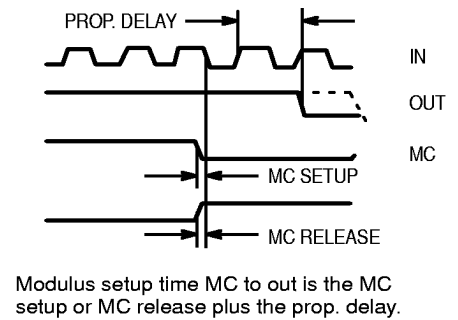 PROP. DELAY
IN
OUT
MC
MC SETUP
MC RELEASE
Modulus setup time MC to out is the MC
setup or MC release plus the prop. delay.